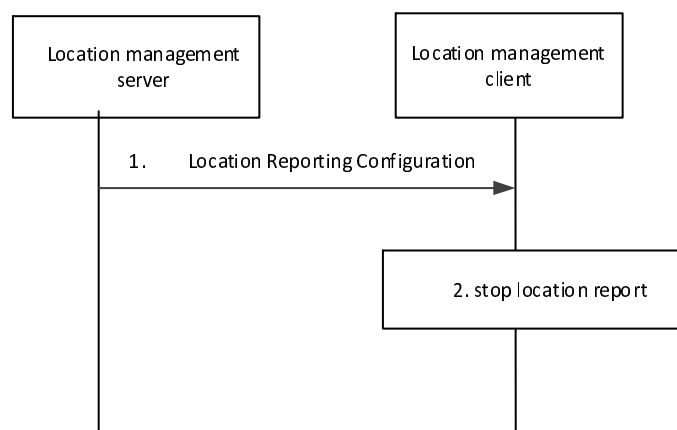 Location management
server
Location management
client
1. Location Reporting Configuration
2. stop location report